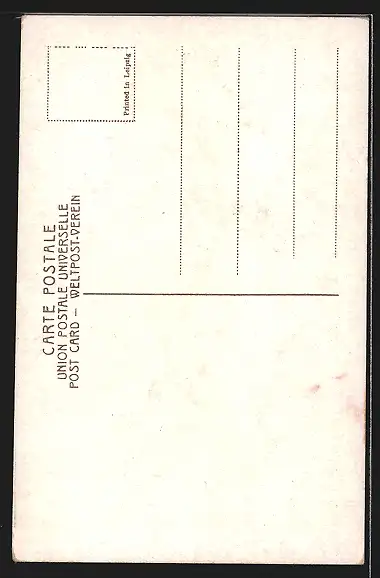 CARTE POSTALE
UNION POSTALE UNIVERSELLE
POST CARD — WELTPOST-VEREIN
Printed in Leipzig